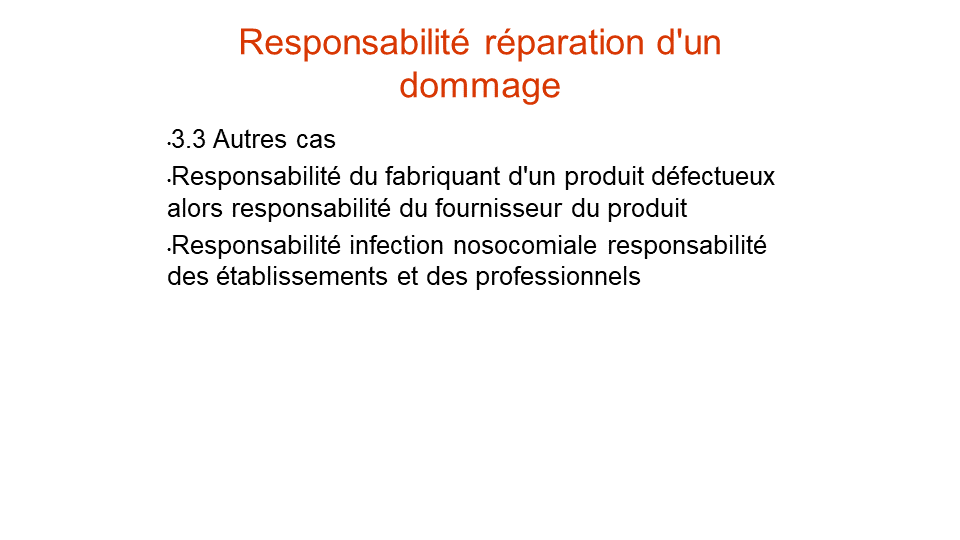 Responsabilité réparation d'un
dommage
•3.3 Autres cas
•Responsabilité du fabriquant d'un produit défectueux
alors responsabilité du fournisseur du produit
•Responsabilité infection nosocomiale responsabilité
des établissements et des professionnels